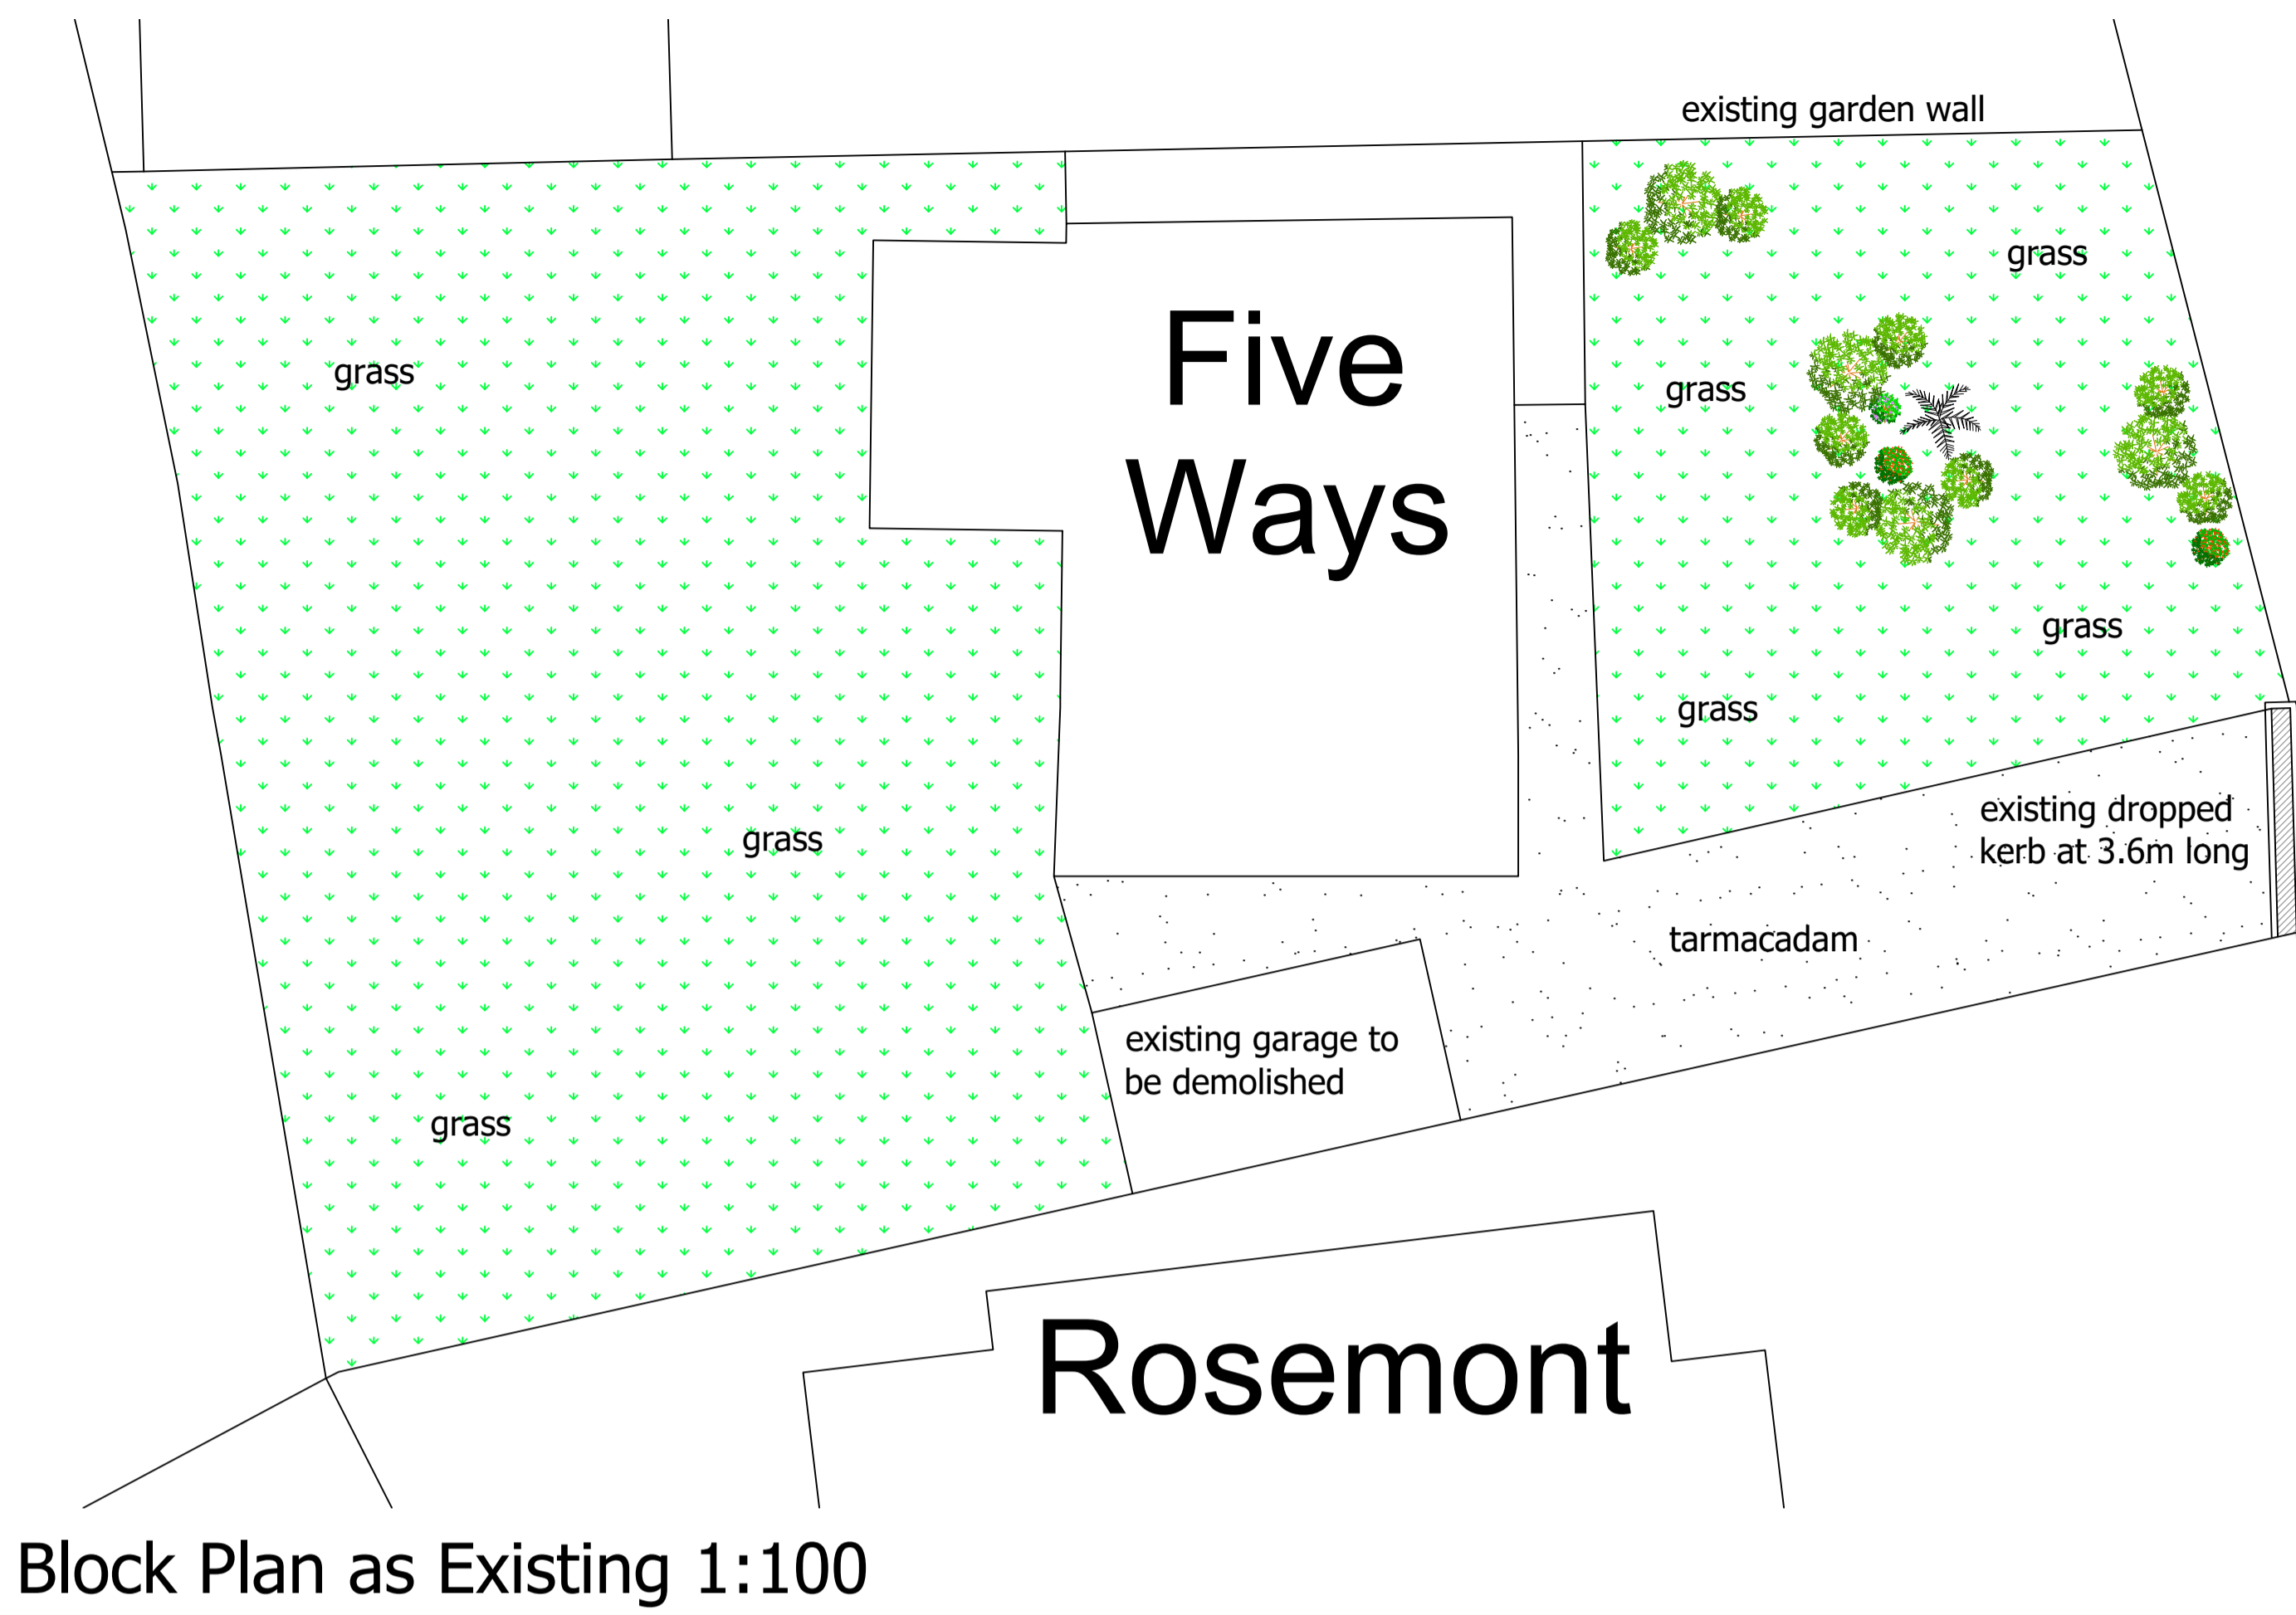 existing garden wall
grass
Five
Ways
grass
grass
grass
grass
existing dropped
kerb at 3.6m long
grass
tarmacadam
existing garage to
be demolished
grass
Rosemont
Block Plan as Existing 1:100